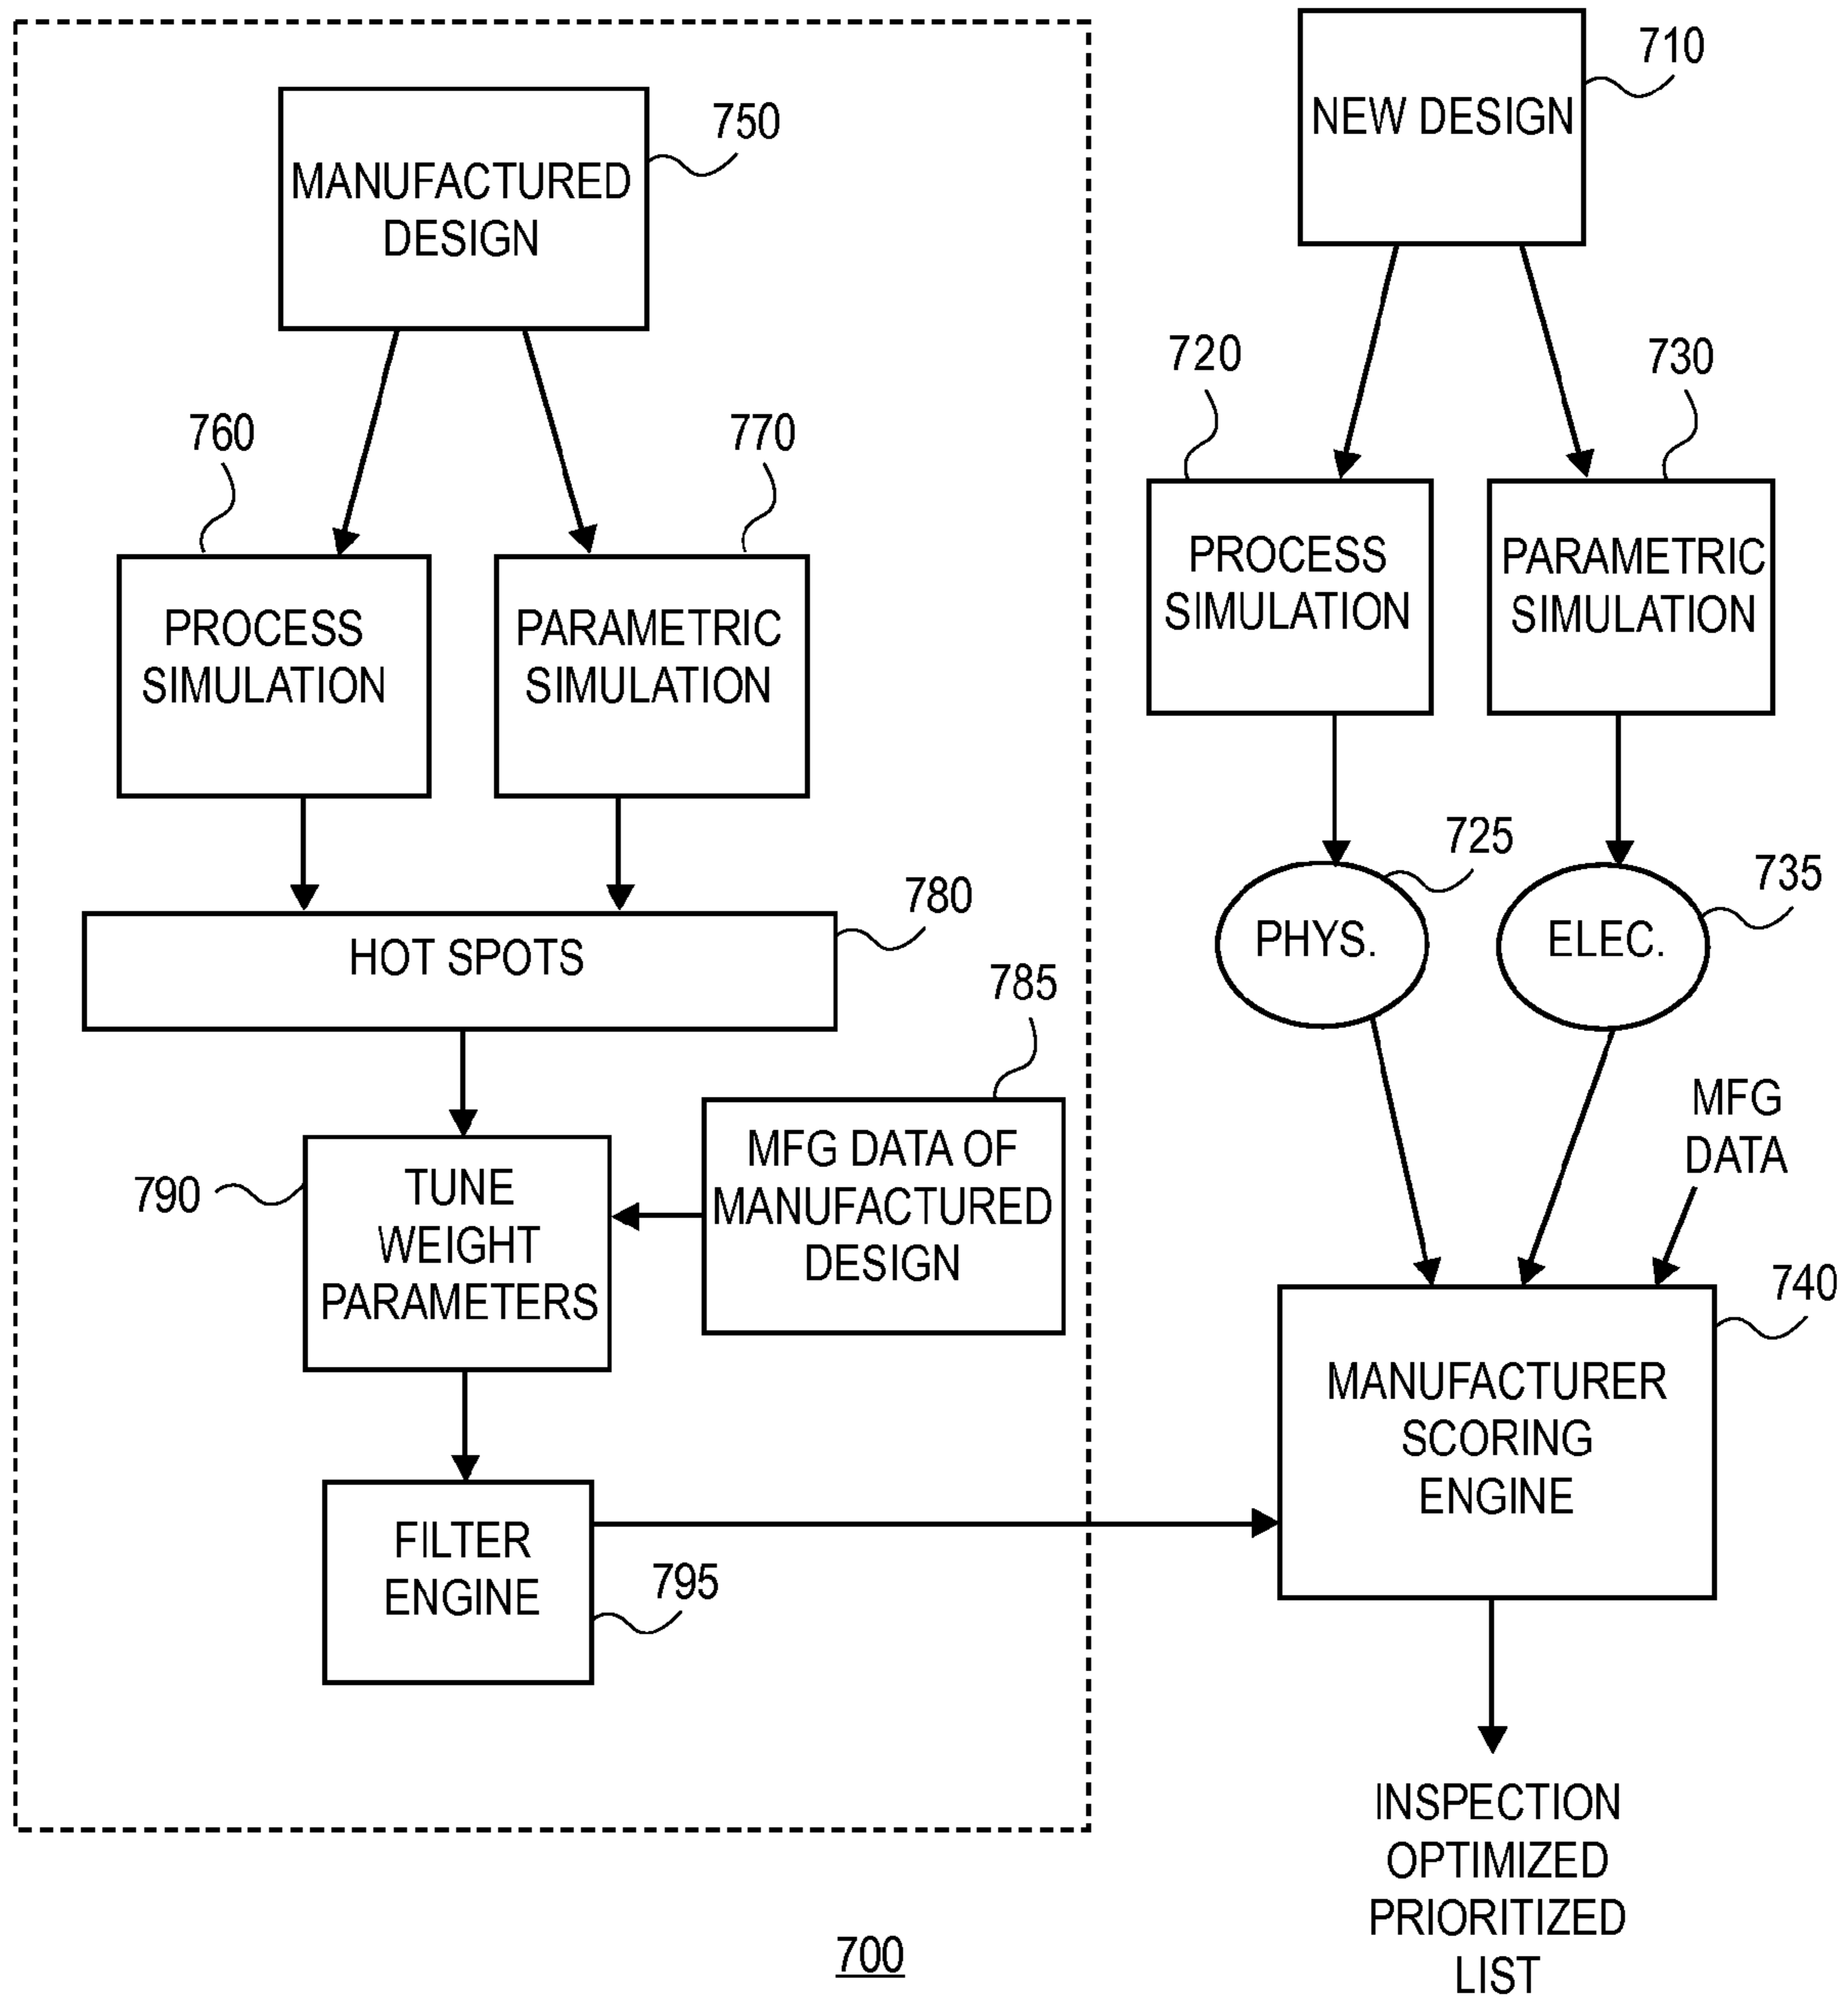 750
MANUFACTURED
DESIGN
760
770
PROCESS
SIMULATION
PARAMETRIC
SIMULATION
780
HOT SPOTS
785
790
TUNE
WEIGHT
PARAMETERS
MFG DATA OF
MANUFACTURED
DESIGN
FILTER
ENGINE
795
710
NEW DESIGN
720
730
PROCESS
SIMULATION
PARAMETRIC
SIMULATION
725
735
PHYS.
ELEC.
MFG
DATA
740
MANUFACTURER
SCORING
ENGINE
INSPECTION
OPTIMIZED
PRIORITIZED
LIST
700